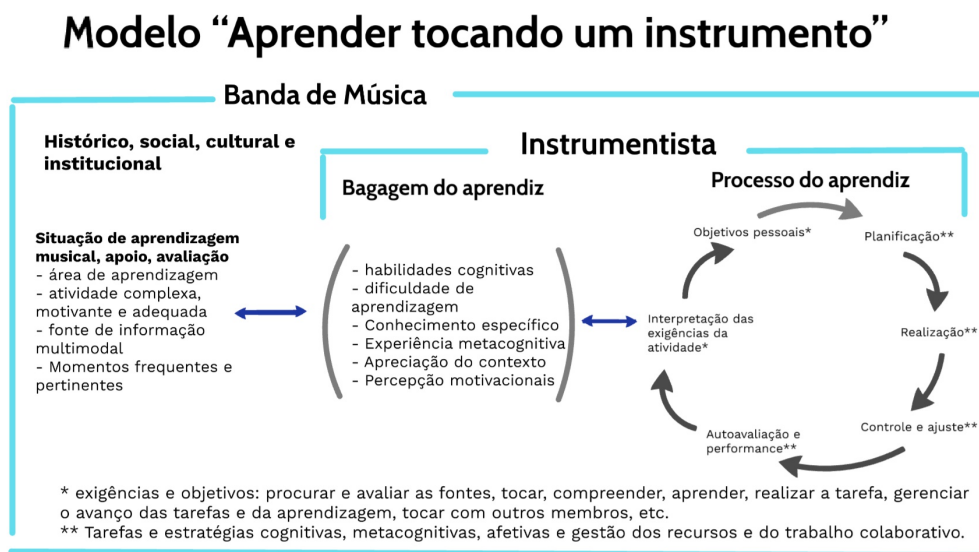 Modelo “Aprender tocando um instrumento”
Banda de Música
Histórico, social, cultural e
institucional
Situação de aprendizagem
musical, apoio, avaliação
- área de aprendizagem
- atividade complexa,
motivante e adequada
- fonte de informação
multimodal
- Momentos frequentes e
pertinentes
Instrumentista
Bagagem do aprendiz
- habilidades cognitivas
- dificuldade de
aprendizagem
- Conhecimento específico
- Experiência metacognitiva
- Apreciação do contexto
- Percepção motivacionais
Processo do aprendiz
Objetivos pessoais*
Planificação**
Realização**
Controle e ajuste**
Autoavaliação e
performance**
Interpretação das
exigências da
atividade*
* exigências e objetivos: procurar e avaliar as fontes, tocar, compreender, aprender, realizar a tarefa, gerenciar
o avanço das tarefas e da aprendizagem, tocar com outros membros, etc.
** Tarefas e estratégias cognitivas, metacognitivas, afetivas e gestão dos recursos e do trabalho colaborativo.